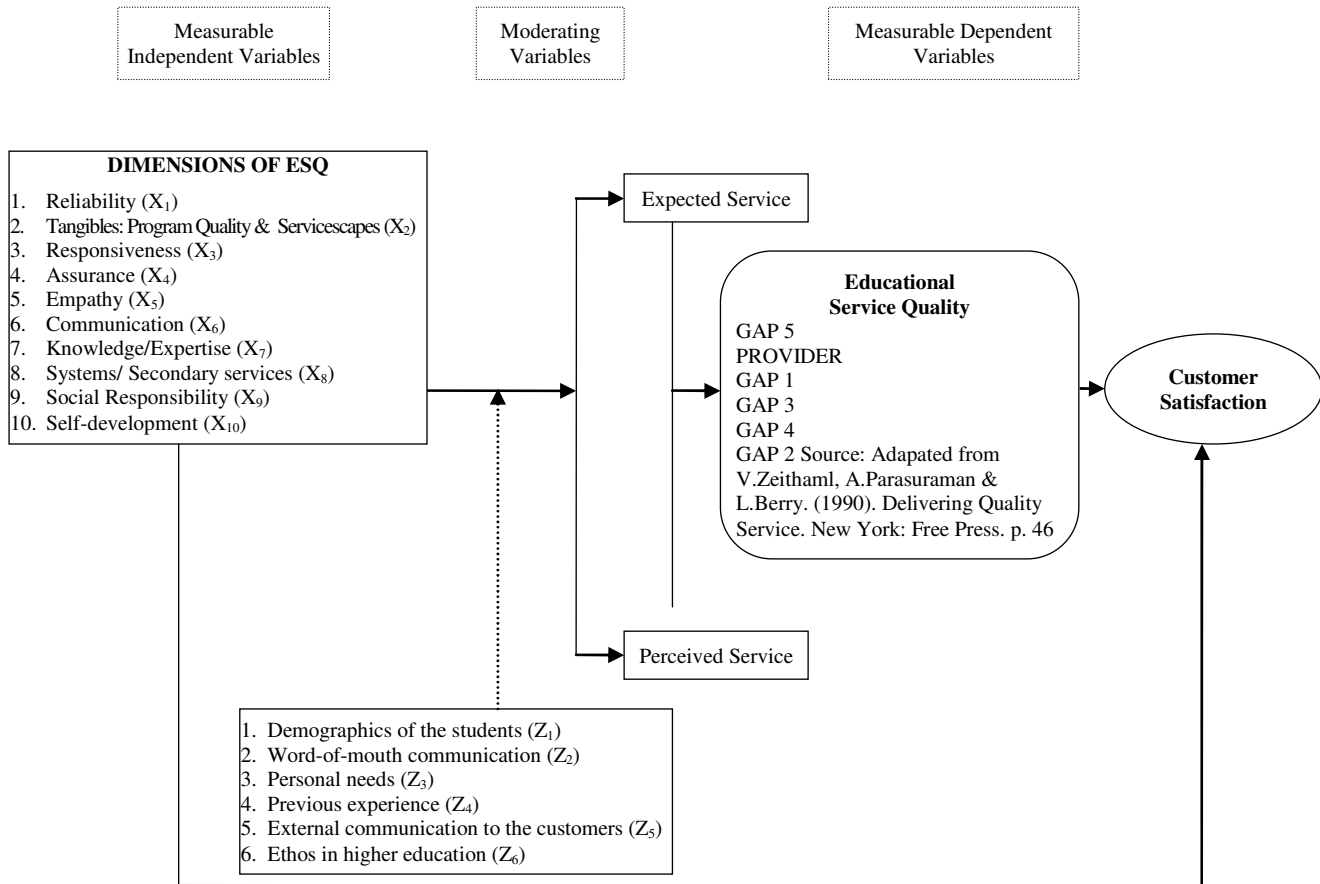 Measurable
Independent Variables
Moderating
Variables
Measurable Dependent
Variables
DIMENSIONS OF ESQ
1. Reliability (X₁)
2. Tangibles: Program Quality & Servicescapes (X₂)
3. Responsiveness (X₃)
4. Assurance (X₄)
5. Empathy (X₅)
6. Communication (X₆)
7. Knowledge/Expertise (X₇)
8. Systems/ Secondary services (X₈)
9. Social Responsibility (X₉)
10. Self-development (X₁₀)
Expected Service
Educational
Service Quality
GAP 5
PROVIDER
GAP 1
GAP 3
GAP 4
GAP 2 Source: Adapated from
V.Zeithaml, A.Parasuraman &
L.Berry. (1990). Delivering Quality
Service. New York: Free Press. p. 46
Customer
Satisfaction
Perceived Service
1. Demographics of the students (Z₁)
2. Word-of-mouth communication (Z₂)
3. Personal needs (Z₃)
4. Previous experience (Z₄)
5. External communication to the customers (Z₅)
6. Ethos in higher education (Z₆)